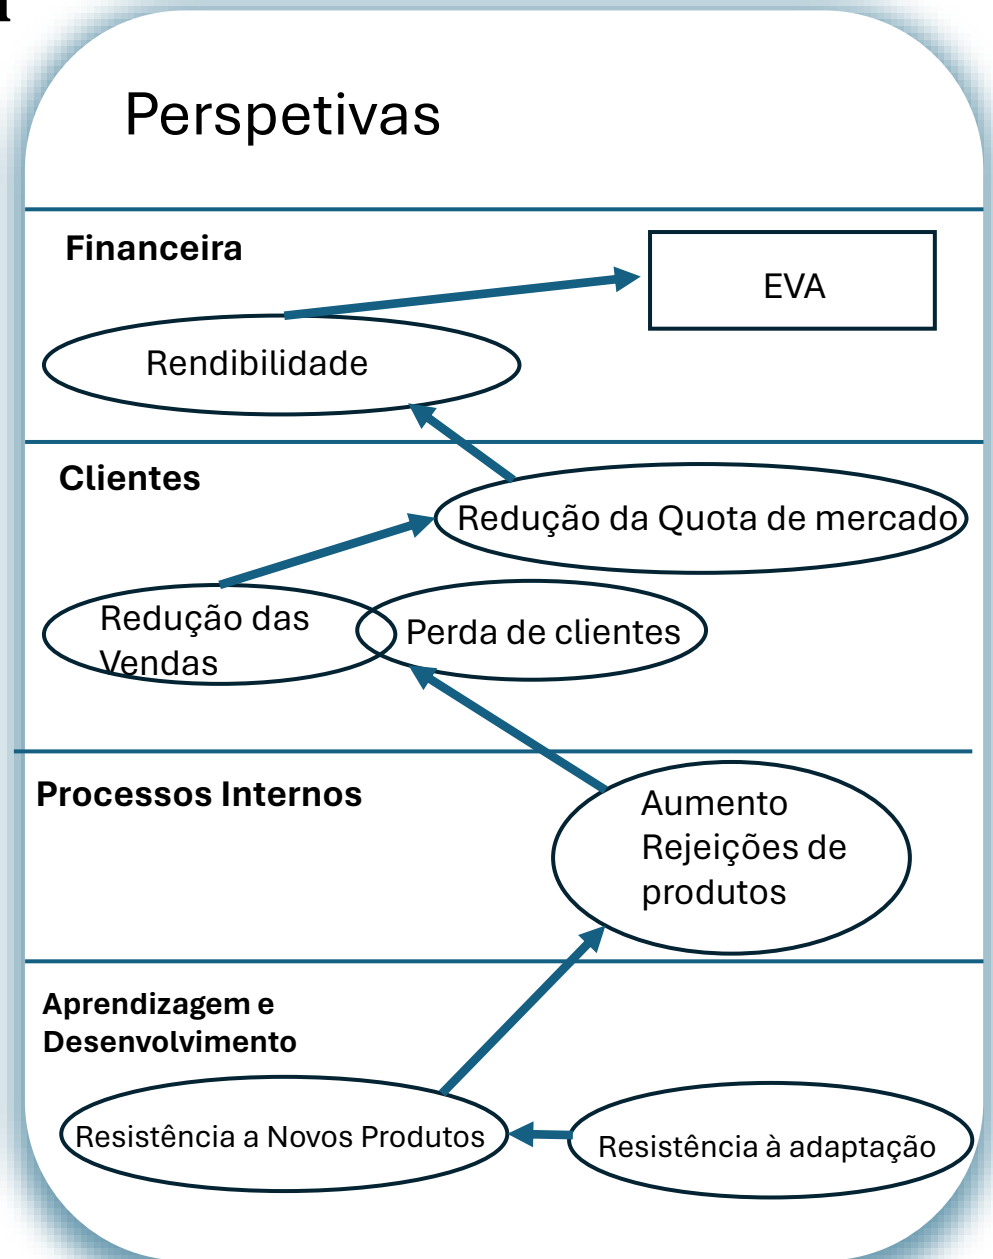 Perspetivas
Financeira
EVA
Rendibilidade
Clientes
Redução da Quota de mercado
Redução das
Vendas
Perda de clientes
Processos Internos
Aumento
Rejeições de
produtos
Aprendizagem e
Desenvolvimento
Resistência a Novos Produtos
Resistência à adaptação